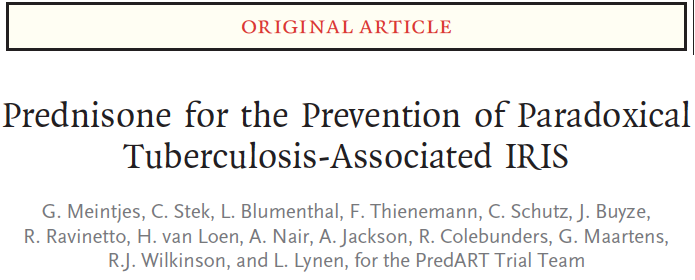 ORIGINAL ARTICLE
Prednisone for the Prevention of Paradoxical
Tuberculosis-Associated IRIS
G. Meintjes, C. Stek, L. Blumenthal, F. Thienemann, C. Schutz, J. Buyze,
R. Ravinetto, H. van Loen, A. Nair, A. Jackson, R. Colebunders, G. Maartens,
R.J. Wilkinson, and L. Lynen, for the PredART Trial Team